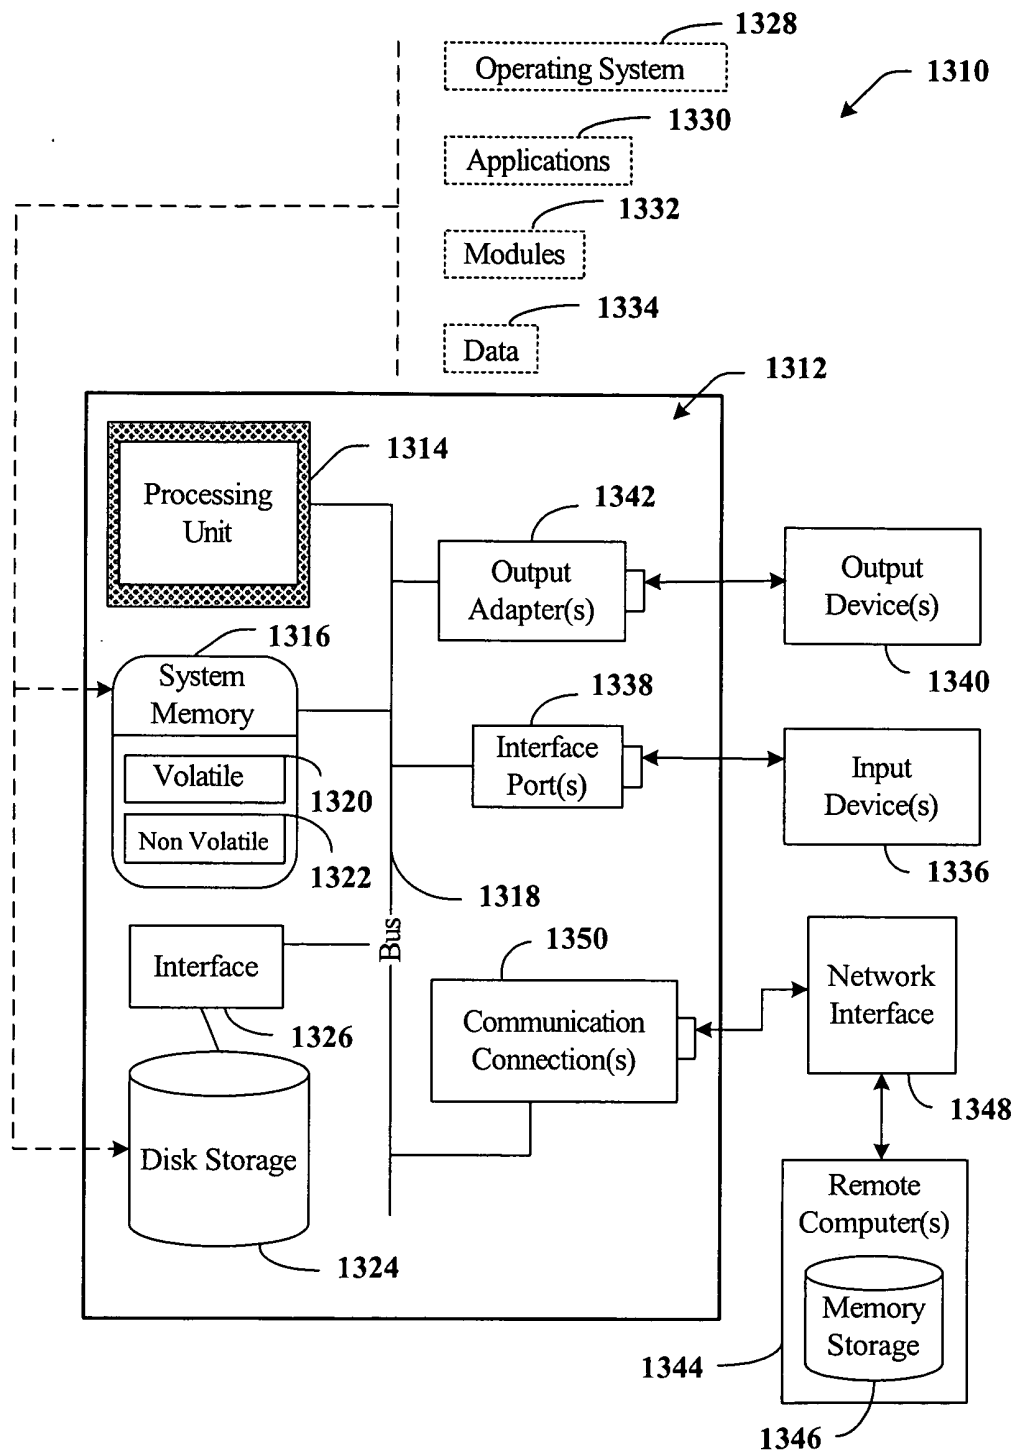 1328
Operating System
1310
1330
Applications
1332
Modules
1334
Data
1312
1314
Processing
Unit
1342
Output
Adapter(s)
Output
Device(s)
1340
1316
System
Memory
Volatile
1320
Non Volatile
1322
1338
Interface
Port(s)
Input
Device(s)
1336
1318
Bus
Interface
1326
1350
Communication
Connection(s)
Network
Interface
1348
Disk Storage
1324
Remote
Computer(s)
Memory
Storage
1344
1346